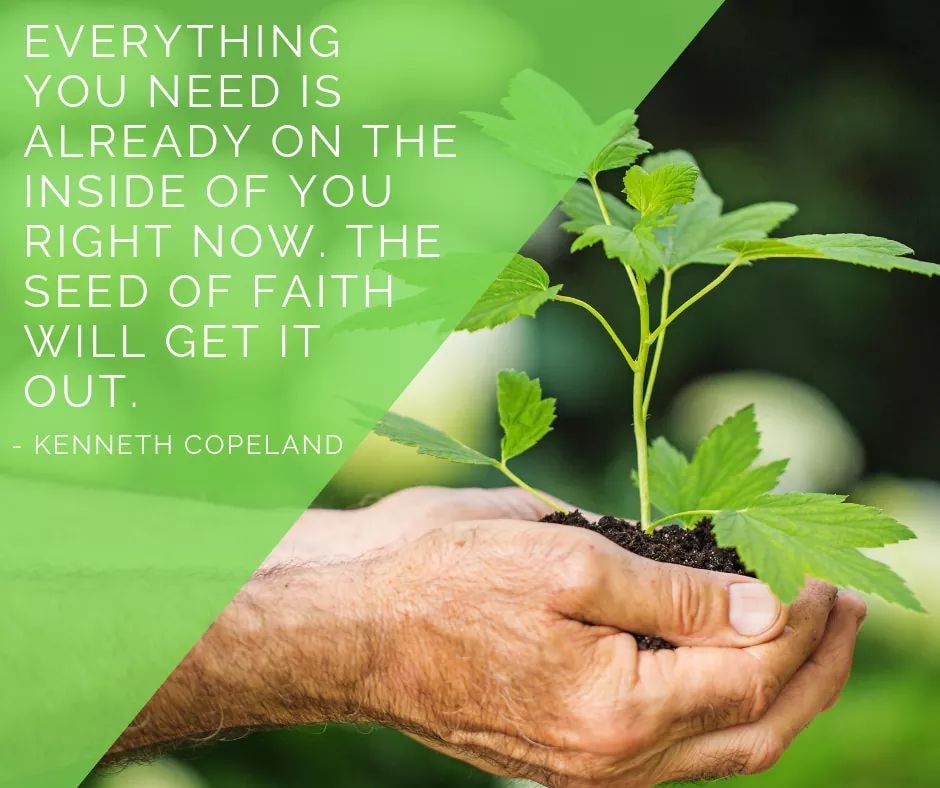 EVERYTHING
YOU NEED IS
ALREADY ON THE
INSIDE OF YOU
RIGHT NOW. THE
SEED OF FAITH
WILL GET IT
OUT.
- KENNETH COPELAND